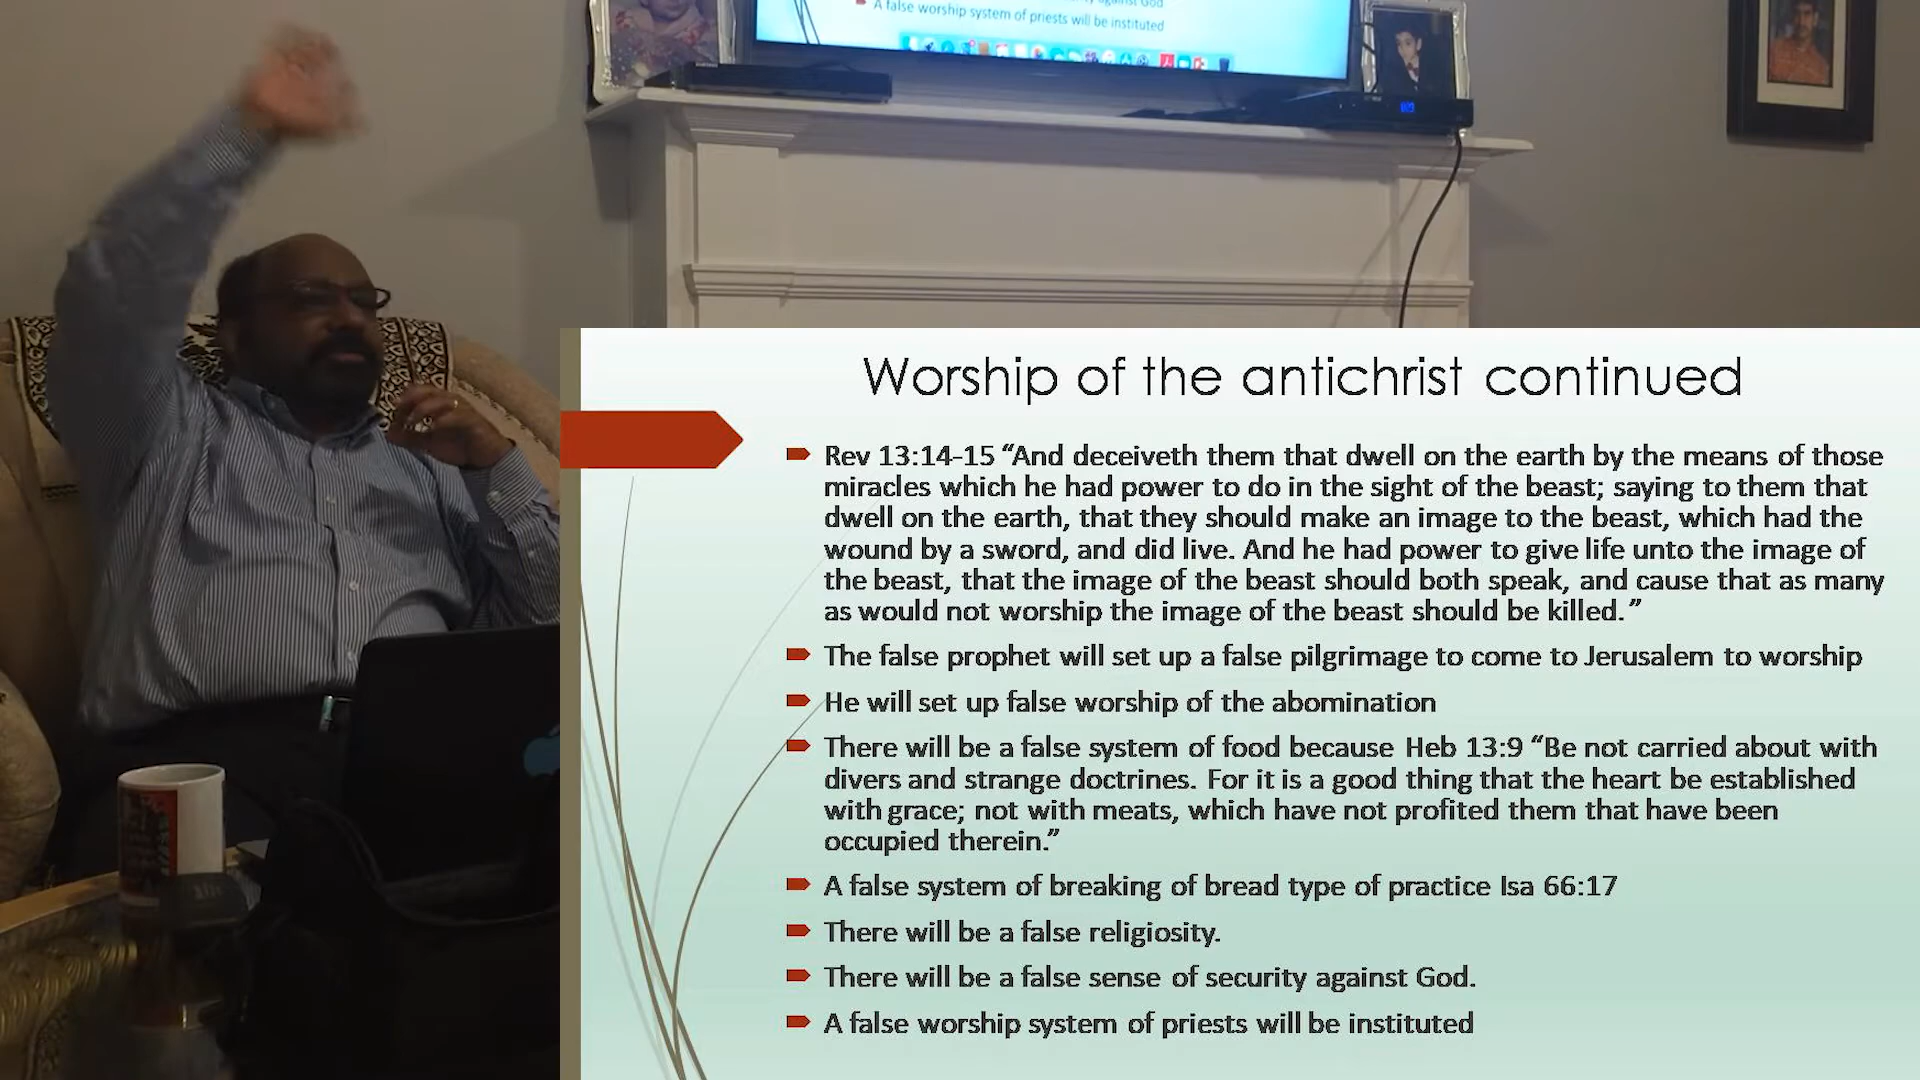 A false worship system of priests will be instituted
Worship of the antichrist continued
Rev 13:14-15 “And deceiveth them that dwell on the earth by the means of those
miracles which he had power to do in the sight of the beast; saying to them that
dwell on the earth, that they should make an image to the beast, which had the
wound by a sword, and did live. And he had power to give life unto the image of
the beast, that the image of the beast should both speak, and cause that as many
as would not worship the image of the beast should be killed.”
The false prophet will set up a false pilgrimage to come to Jerusalem to worship
He will set up false worship of the abomination
There will be a false system of food because Heb 13:9 “Be not carried about with
divers and strange doctrines. For it is a good thing that the heart be established
with grace; not with meats, which have not profited them that have been
occupied therein.”
A false system of breaking of bread type of practice Isa 66:17
There will be a false religiosity.
There will be a false sense of security against God.
A false worship system of priests will be instituted